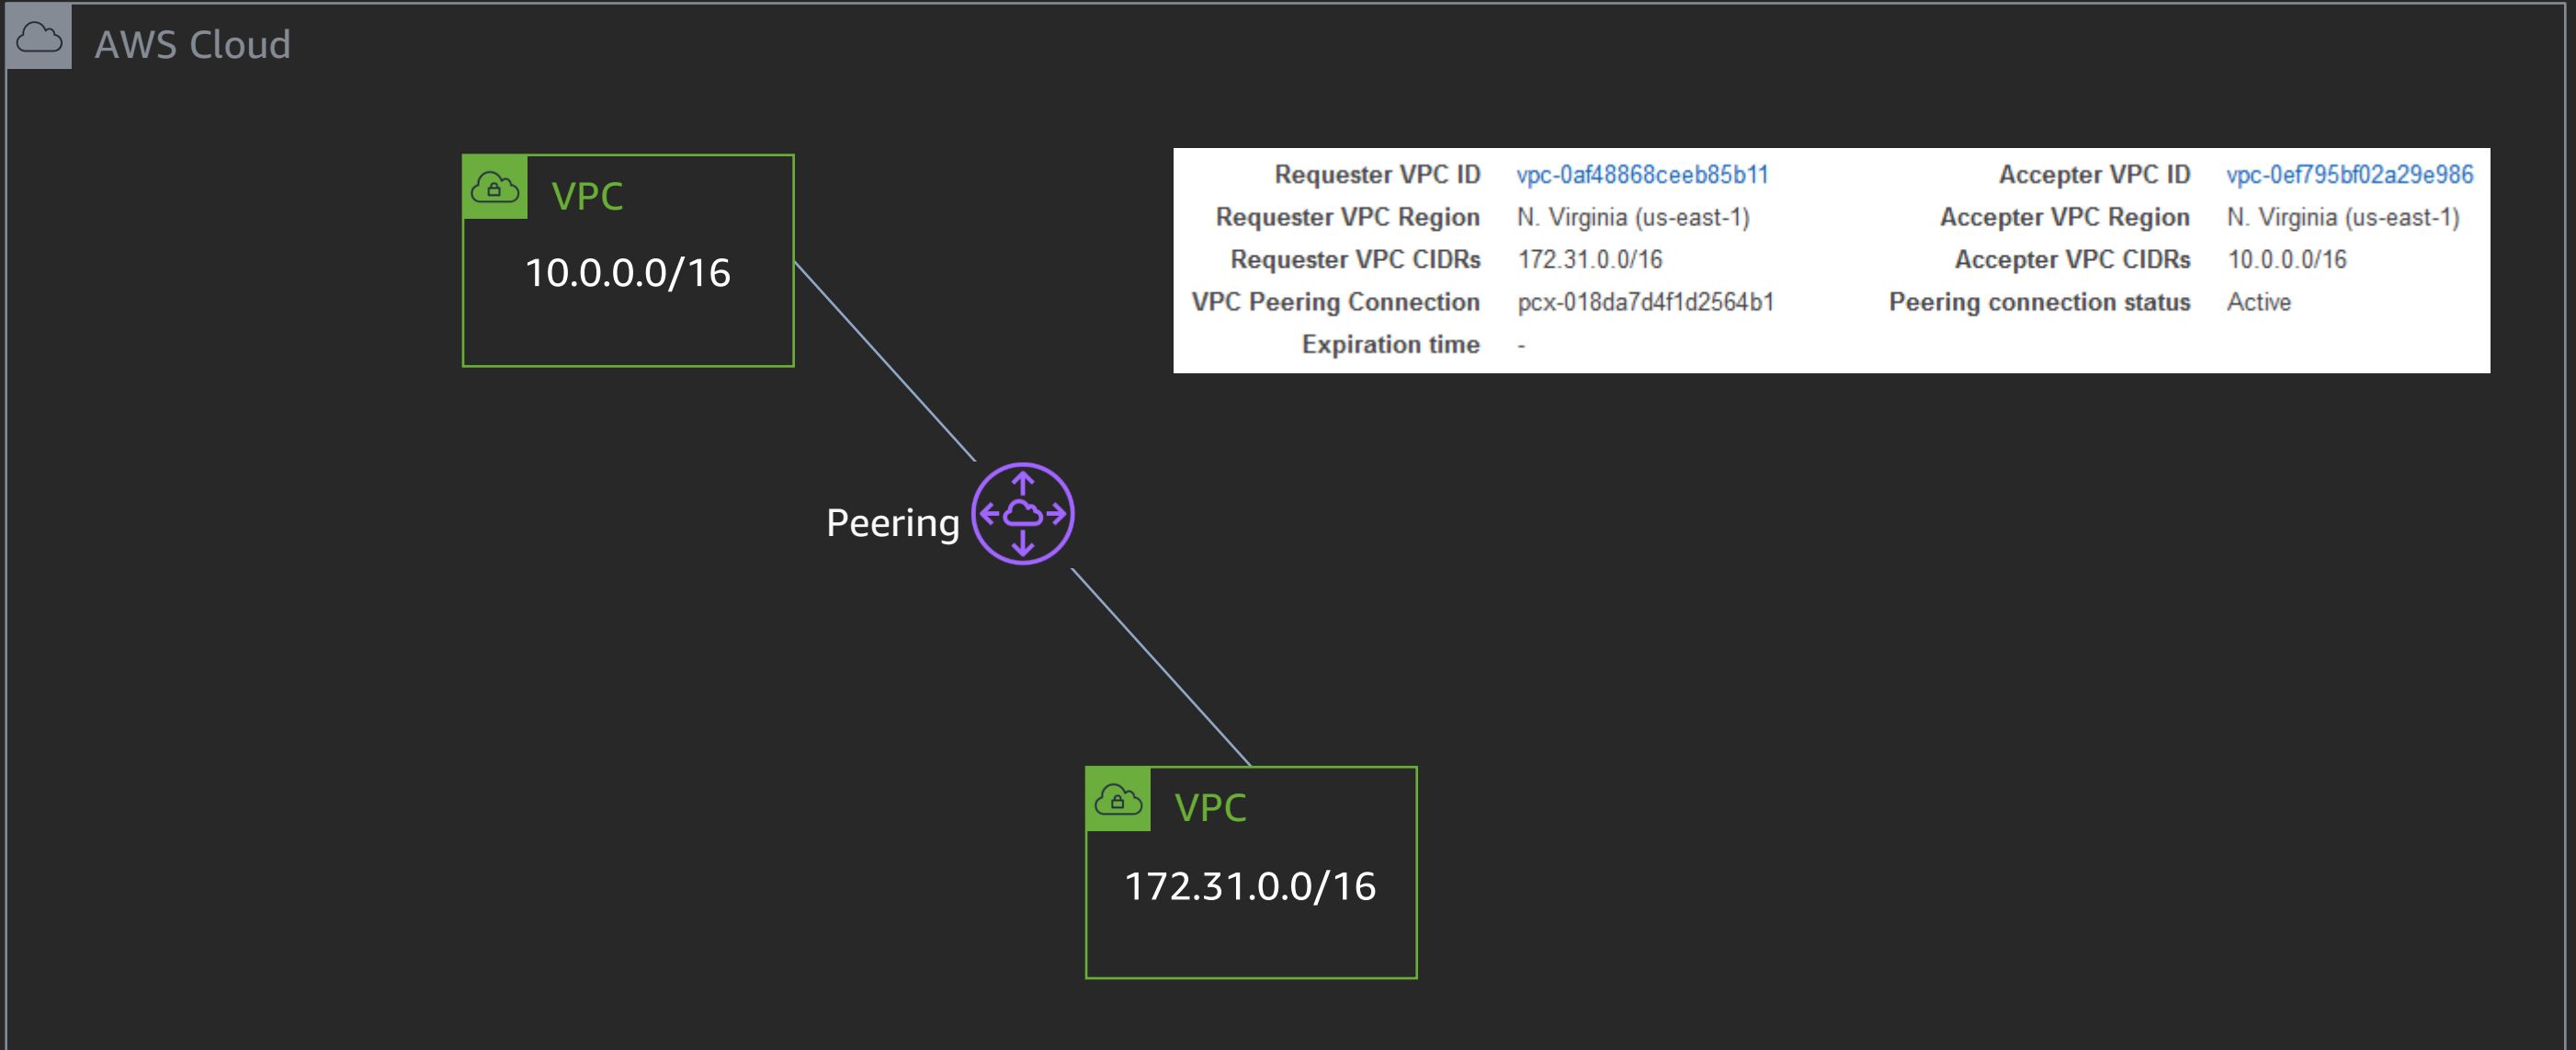 AWS Cloud
VPC
10.0.0.0/16
Requester VPC ID vpc-0af48868ceeb85b11 Accepter VPC ID vpc-0ef795bf02a29e986
Requester VPC Region N. Virginia (us-east-1) Accepter VPC Region N. Virginia (us-east-1)
Requester VPC CIDRs 172.31.0.0/16 Accepter VPC CIDRs 10.0.0.0/16
VPC Peering Connection pcx-018da7d4f1d2564b1 Peering connection status Active
Expiration time -
Peering
VPC
172.31.0.0/16